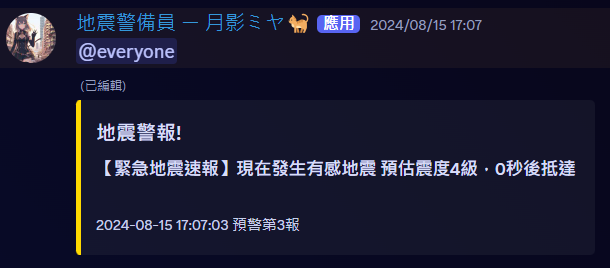 地震警備員 — 月影ミヤ🐈 應用 2024/08/15 17:07
@everyone
(已編輯)
地震警報!
【緊急地震速報】現在發生有感地震 預估震度4級，0秒後抵達
2024-08-15 17:07:03 預警第3報